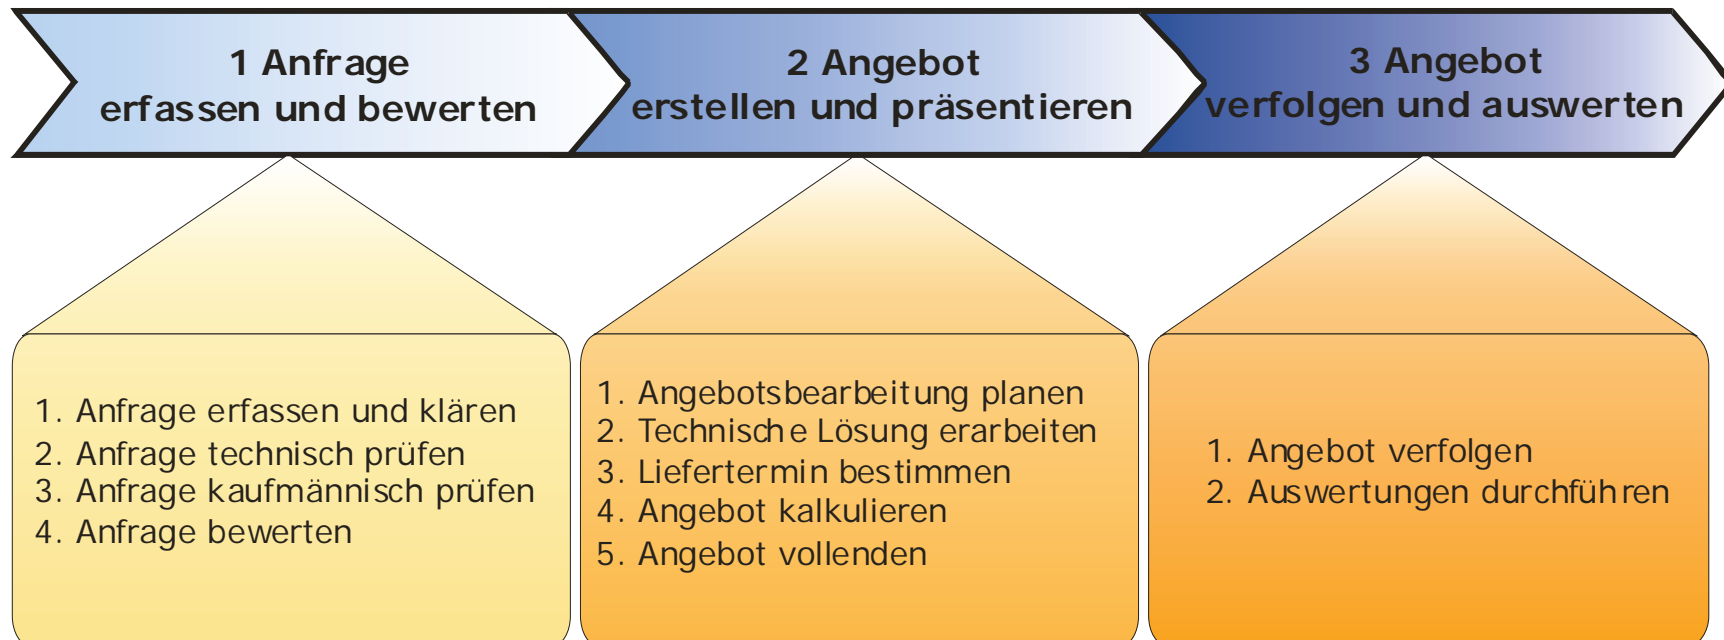 1 Anfrage
erfassen und bewerten
2 Angebot
erstellen und präsentieren
3 Angebot
verfolgen und auswerten
1. Anfrage erfassen und klären
2. Anfrage technisch prüfen
3. Anfrage kaufmännisch prüfen
4. Anfrage bewerten
1. Angebotsbearbeitung planen
2. Technische Lösung erarbeiten
3. Liefertermin bestimmen
4. Angebot kalkulieren
5. Angebot vollenden
1. Angebot verfolgen
2. Auswertungen durchführen